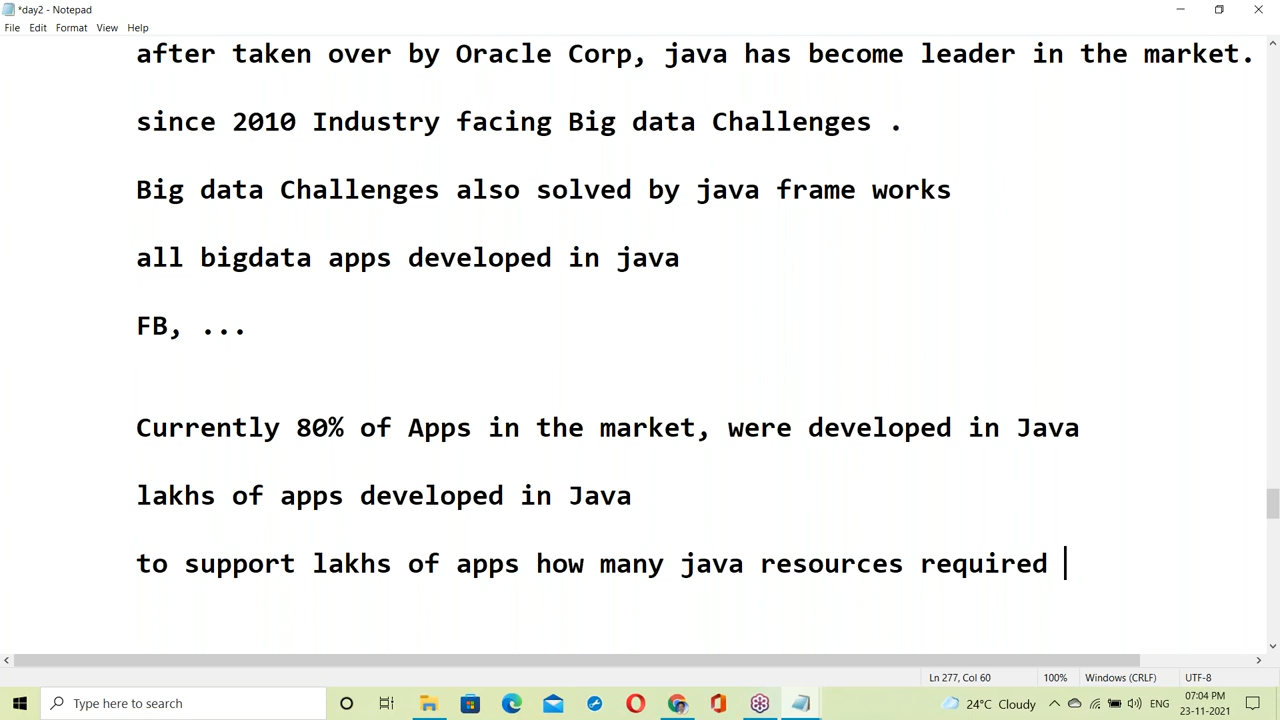 *day2 - Notepad
File Edit Format View Help
after taken over by Oracle Corp, java has become leader in the market.
since 2010 Industry facing Big data Challenges .
Big data Challenges also solved by java frame works
all bigdata apps developed in java
FB, ...
Currently 80% of Apps in the market, were developed in Java
lakhs of apps developed in Java
to support lakhs of apps how many java resources required
Ln 277, Col 60 100% Windows (CRLF) UTF-8
Type here to search 24°C Cloudy ENG 07:04 PM
23-11-2021